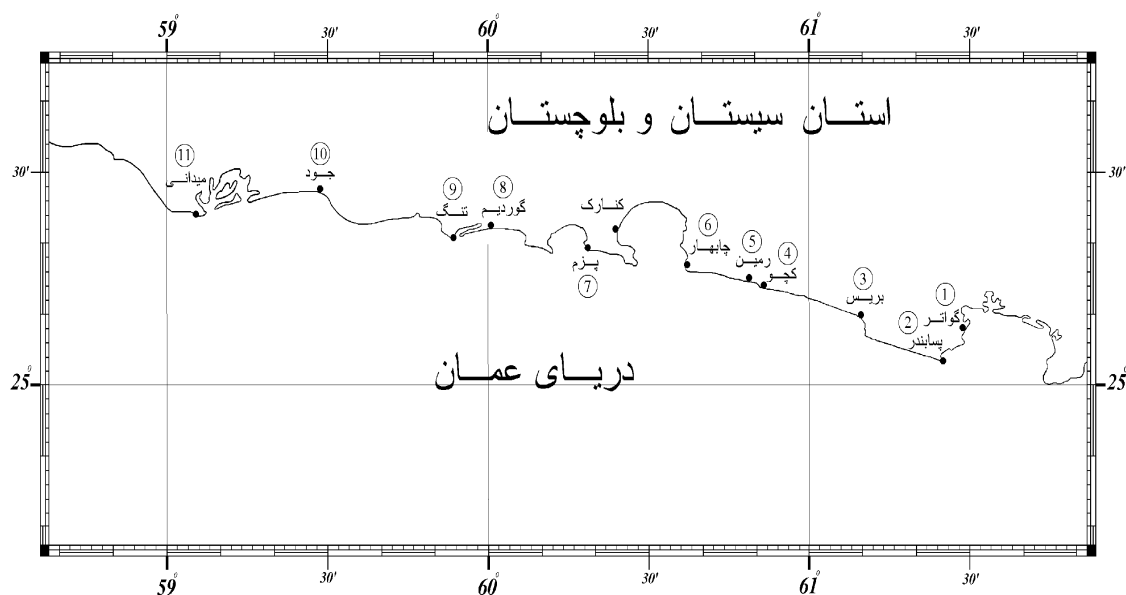 59° 30' 60° 30' 61° 30'
استان سیستان و بلوچستان
30' 30'
11 میدانی
10 جود
9 تنگ
8 گوردیم
کنارک
پزم 7
6 چابهار
5 رمین
4 کچو
3 بریس
1 گواتر
2 پسابندر
دریای عمان
25° 25°
59° 30' 60° 30' 61° 30'